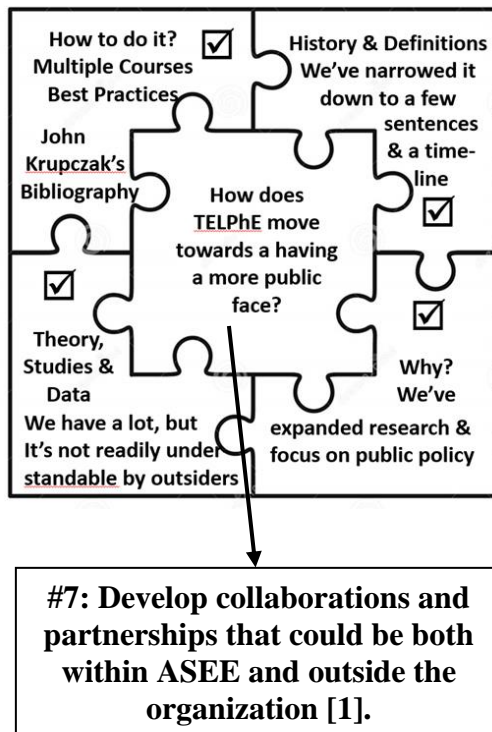 How to do it?
Multiple Courses
Best Practices
John
Krupczak's
Bibliography
History & Definitions
We've narrowed it
down to a few
sentences
& a time-
line
How does
TELPhE move
towards a having
a more public
face?
Theory,
Studies &
Data
We have a lot, but
It's not readily under
standable by outsiders
Why?
We've
expanded research &
focus on public policy
#7: Develop collaborations and
partnerships that could be both
within ASEE and outside the
organization [1].